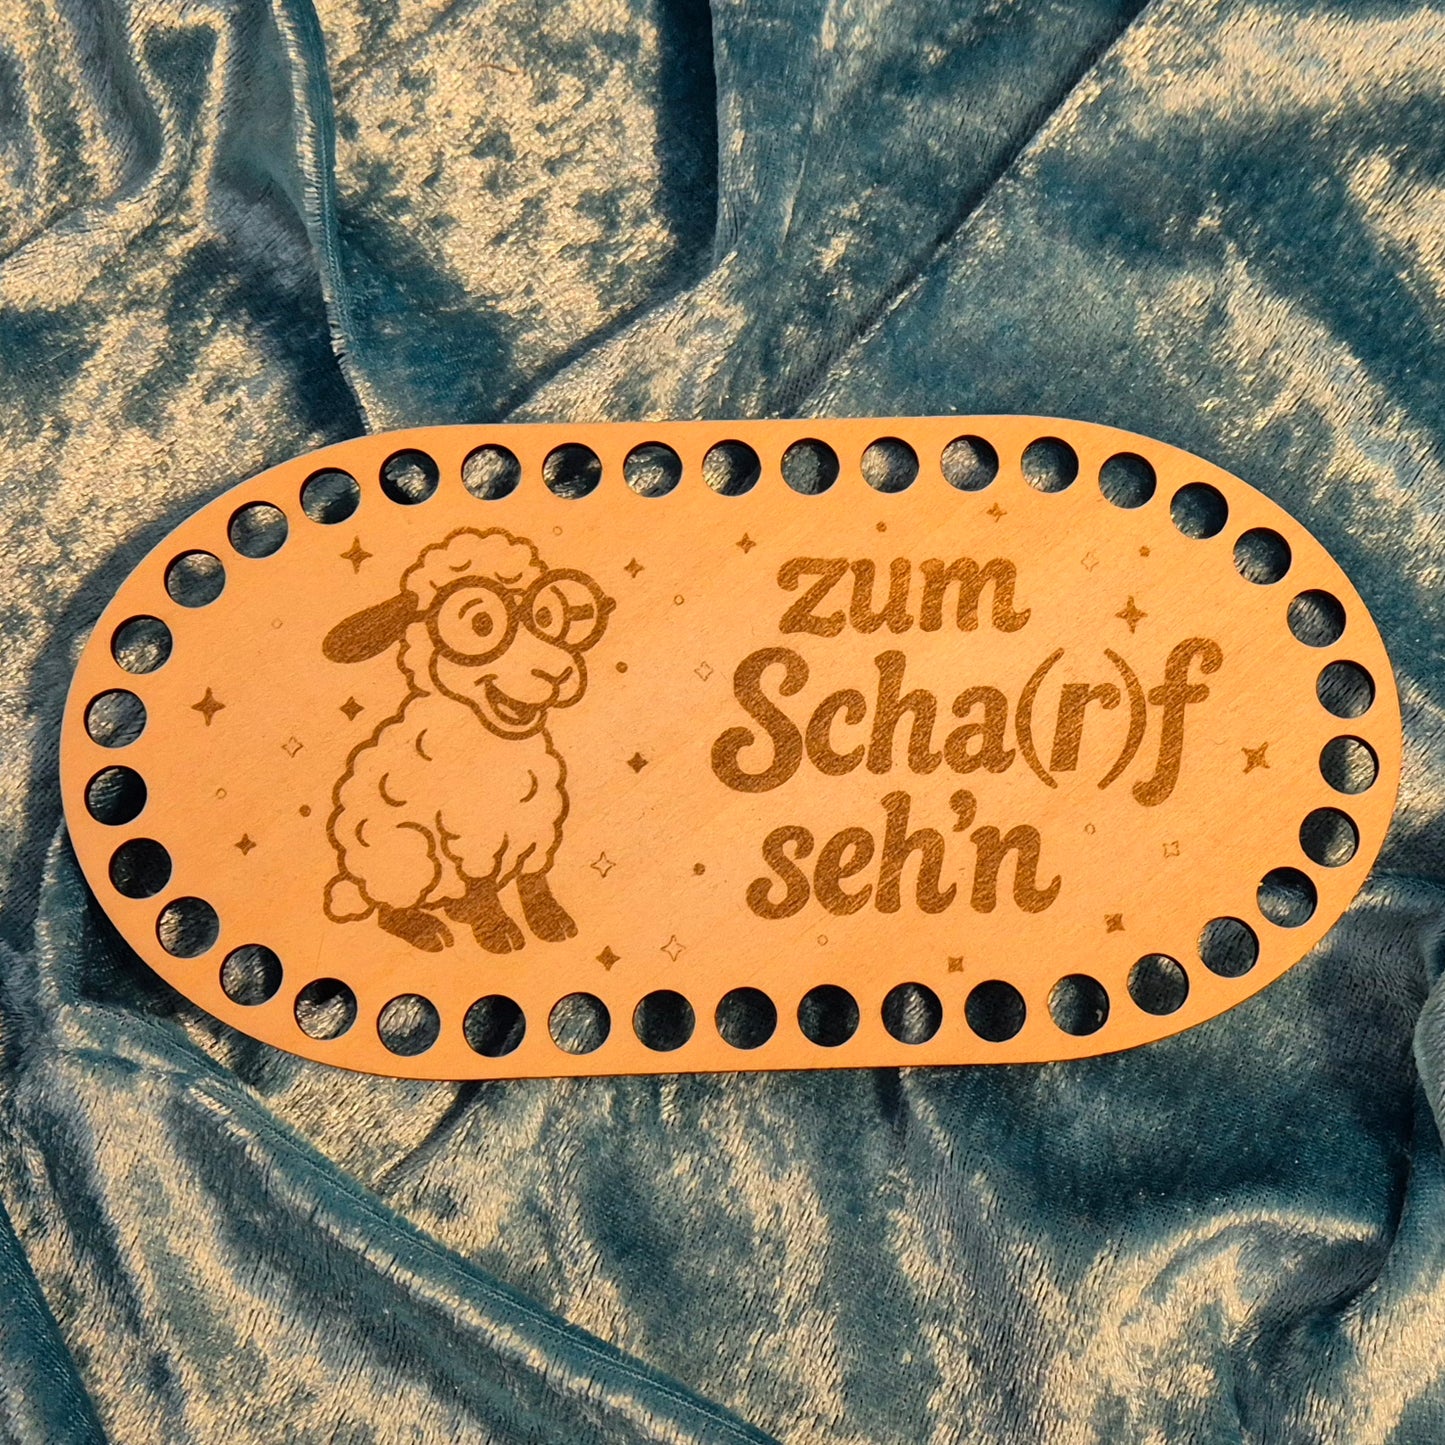 zum
Scha(r)f
seh'n